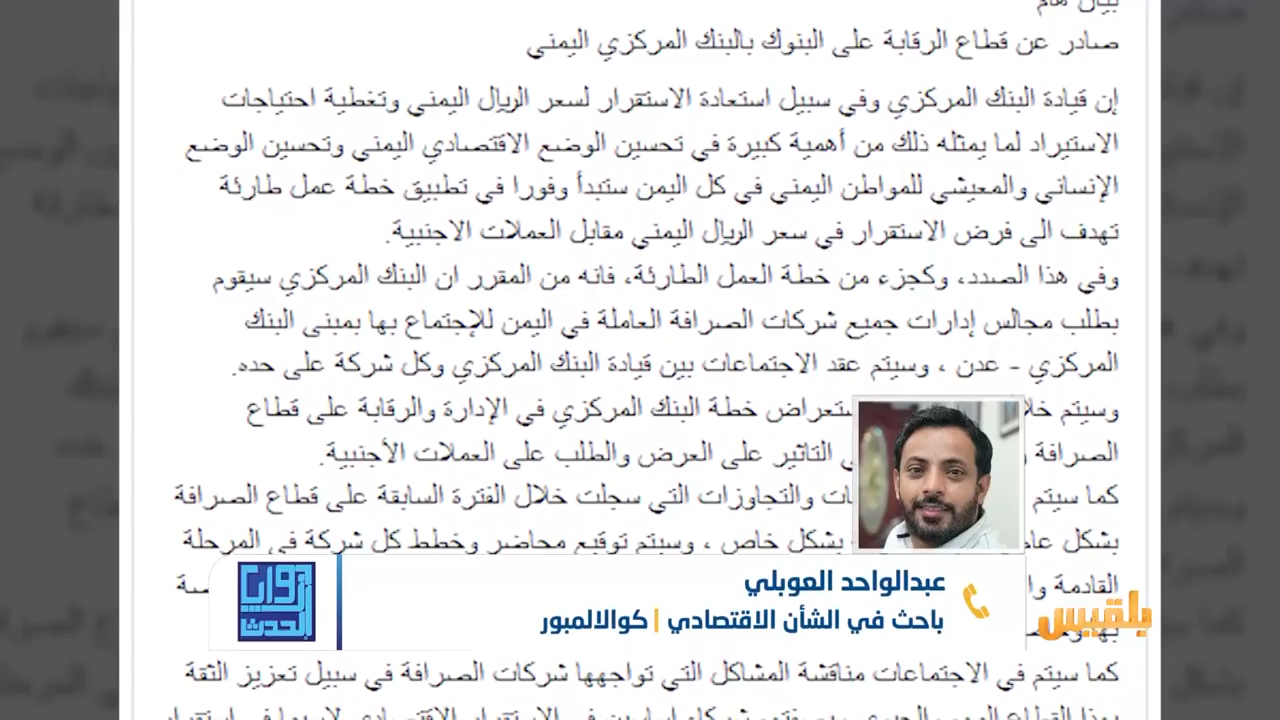 بيان هام
صادر عن قطاع الرقابة على البنوك بالبنك المركزي اليمني
إن قيادة البنك المركزي وفي سبيل استعادة الاستقرار لسعر الريال اليمني وتغطية احتياجات
الاستيراد لما يمثله ذلك من أهمية كبيرة في تحسين الوضع الاقتصادي اليمني وتحسين الوضع
الإنساني والمعيشي للمواطن اليمني في كل اليمن ستبدأ وفورا في تطبيق خطة عمل طارئة
تهدف الى فرض الاستقرار في سعر الريال اليمني مقابل العملات الاجنبية.
وفي هذا الصدد، وكجزء من خطة العمل الطارئة، فانه من المقرر ان البنك المركزي سيقوم
بطلب مجالس إدارات جميع شركات الصرافة العاملة في اليمن للإجتماع بها بمبنى البنك
المركزي - عدن ، وسيتم عقد الاجتماعات بين قيادة البنك المركزي وكل شركة على حده.
وسيتم خلا ستعراض خطة البنك المركزي في الإدارة والرقابة على قطاع
الصرافة التاثير على العرض والطلب على العملات الأجنبية.
كما سيتم والتجاوزات التي سجلت خلال الفترة السابقة على قطاع الصرافة
بشكل بشكل خاص ، وسيتم توقيع محاضر وخطط كل شركة في المرحلة
القادمة
كما سيتم في الاجتماعات مناقشة المشاكل التي تواجهها شركات الصرافة في سبيل تعزيز الثقة
عبدالواحد العوبلي
باحث في الشأن الاقتصادي | كوالالمبور
زوايا الحدث
بلقيس